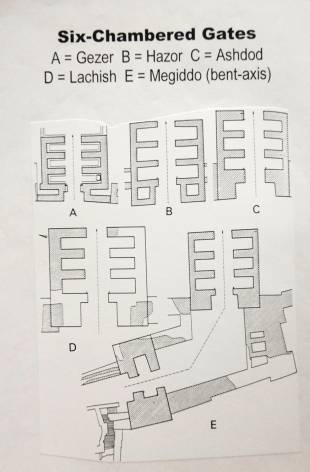 Six-Chambered Gates
A = Gezer B = Hazor C = Ashdod
D = Lachish E = Megiddo (bent-axis)
A
B
C
D
E